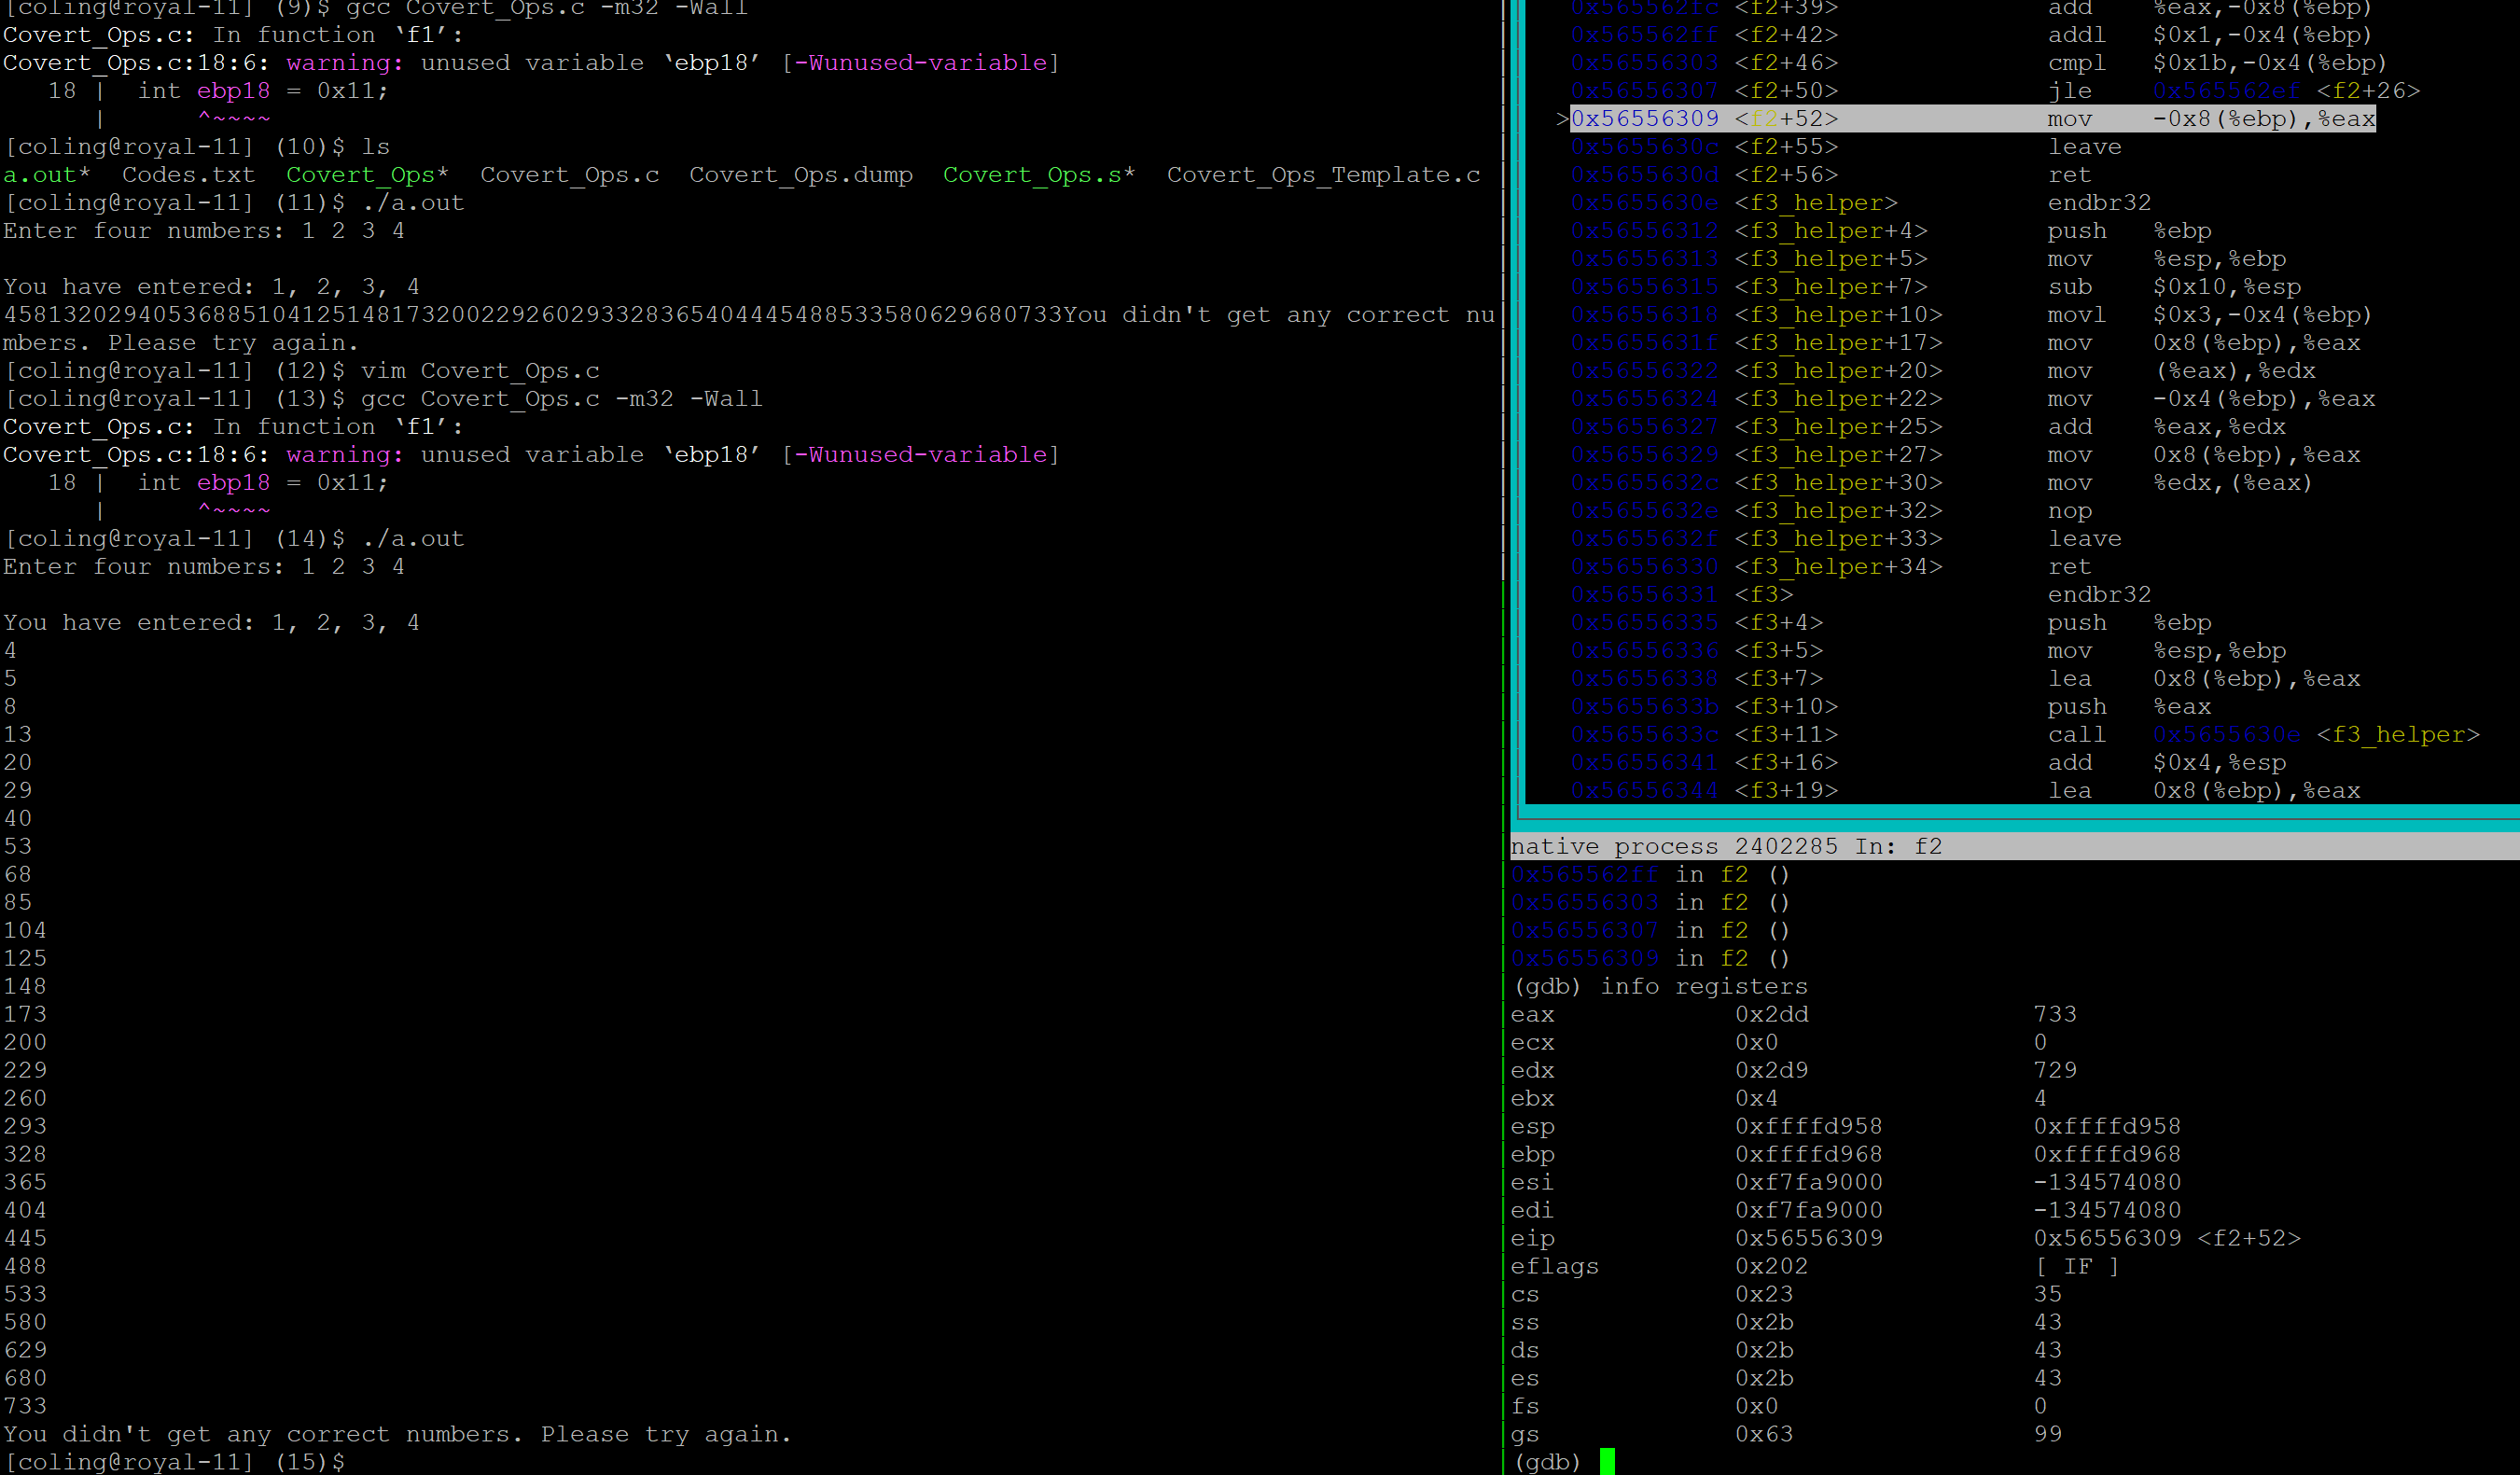 [coling@royal-11] (9)$ gcc Covert_Ops.c -m32 -Wall
Covert_Ops.c: In function ‘f1’:
Covert_Ops.c:18:6: warning: unused variable ‘ebp18’ [-Wunused-variable]
   18 |  int ebp18 = 0x11;
      |      ^~~~~
[coling@royal-11] (10)$ ls
a.out*  Codes.txt  Covert_Ops*  Covert_Ops.c  Covert_Ops.dump  Covert_Ops.s*  Covert_Ops_Template.c
[coling@royal-11] (11)$ ./a.out
Enter four numbers: 1 2 3 4
You have entered: 1, 2, 3, 4
45813202940536885104125148173200229260293328365404445488533580629680733You didn't get any correct nu
mbers. Please try again.
[coling@royal-11] (12)$ vim Covert_Ops.c
[coling@royal-11] (13)$ gcc Covert_Ops.c -m32 -Wall
Covert_Ops.c: In function ‘f1’:
Covert_Ops.c:18:6: warning: unused variable ‘ebp18’ [-Wunused-variable]
   18 |  int ebp18 = 0x11;
      |      ^~~~~
[coling@royal-11] (14)$ ./a.out
Enter four numbers: 1 2 3 4
You have entered: 1, 2, 3, 4
4
5
8
13
20
29
40
53
68
85
104
125
148
173
200
229
260
293
328
365
404
445
488
533
580
629
680
733
You didn't get any correct numbers. Please try again.
[coling@royal-11] (15)$
0x565562fc <f2+39> add %eax,-0x8(%ebp)
0x565562ff <f2+42> addl $0x1,-0x4(%ebp)
0x56556303 <f2+46> cmpl $0x1b,-0x4(%ebp)
0x56556307 <f2+50> jle 0x565562ef <f2+26>
>0x56556309 <f2+52> mov -0x8(%ebp),%eax
0x5655630c <f2+55> leave
0x5655630d <f2+56> ret
0x5655630e <f3_helper> endbr32
0x56556312 <f3_helper+4> push %ebp
0x56556313 <f3_helper+5> mov %esp,%ebp
0x56556315 <f3_helper+7> sub $0x10,%esp
0x56556318 <f3_helper+10> movl $0x3,-0x4(%ebp)
0x5655631f <f3_helper+17> mov 0x8(%ebp),%eax
0x56556322 <f3_helper+20> mov (%eax),%edx
0x56556324 <f3_helper+22> mov -0x4(%ebp),%eax
0x56556327 <f3_helper+25> add %eax,%edx
0x56556329 <f3_helper+27> mov 0x8(%ebp),%eax
0x5655632c <f3_helper+30> mov %edx,(%eax)
0x5655632e <f3_helper+32> nop
0x5655632f <f3_helper+33> leave
0x56556330 <f3_helper+34> ret
0x56556331 <f3> endbr32
0x56556335 <f3+4> push %ebp
0x56556336 <f3+5> mov %esp,%ebp
0x56556338 <f3+7> lea 0x8(%ebp),%eax
0x5655633b <f3+10> push %eax
0x5655633c <f3+11> call 0x5655630e <f3_helper>
0x56556341 <f3+16> add $0x4,%esp
0x56556344 <f3+19> lea 0x8(%ebp),%eax
native process 2402285 In: f2
0x565562ff in f2 ()
0x56556303 in f2 ()
0x56556307 in f2 ()
0x56556309 in f2 ()
(gdb) info registers
eax 0x2dd 733
ecx 0x0 0
edx 0x2d9 729
ebx 0x4 4
esp 0xffffd958 0xffffd958
ebp 0xffffd968 0xffffd968
esi 0xf7fa9000 -134574080
edi 0xf7fa9000 -134574080
eip 0x56556309 0x56556309 <f2+52>
eflags 0x202 [ IF ]
cs 0x23 35
ss 0x2b 43
ds 0x2b 43
es 0x2b 43
fs 0x0 0
gs 0x63 99
(gdb)